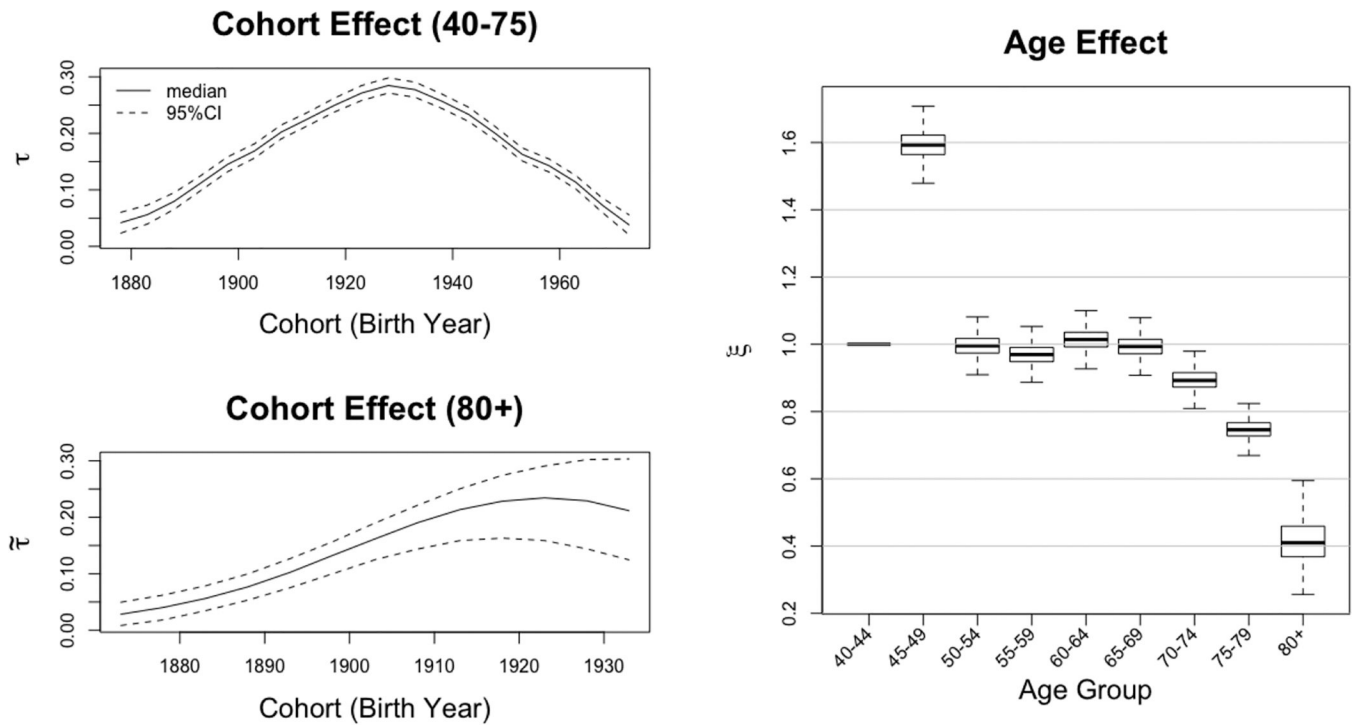 Cohort Effect (40-75)
median
95%CI
τ
0.00 0.10 0.20 0.30
1880 1900 1920 1940 1960
Cohort (Birth Year)
Cohort Effect (80+)
τ̃
0.00 0.10 0.20 0.30
1880 1890 1900 1910 1920 1930
Cohort (Birth Year)
Age Effect
ξ
0.2 0.4 0.6 0.8 1.0 1.2 1.4 1.6
40-44 45-49 50-54 55-59 60-64 65-69 70-74 75-79 80+
Age Group